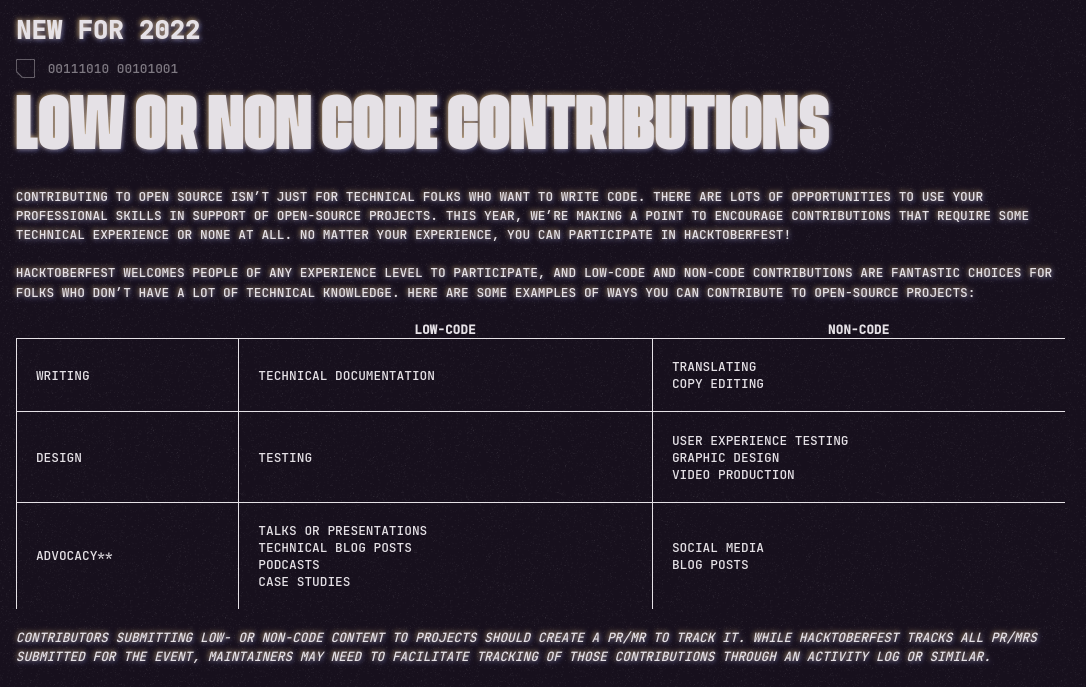 NEW FOR 2022
00111010 00101001
LOW OR NON CODE CONTRIBUTIONS
CONTRIBUTING TO OPEN SOURCE ISN’T JUST FOR TECHNICAL FOLKS WHO WANT TO WRITE CODE. THERE ARE LOTS OF OPPORTUNITIES TO USE YOUR
PROFESSIONAL SKILLS IN SUPPORT OF OPEN-SOURCE PROJECTS. THIS YEAR, WE’RE MAKING A POINT TO ENCOURAGE CONTRIBUTIONS THAT REQUIRE SOME
TECHNICAL EXPERIENCE OR NONE AT ALL. NO MATTER YOUR EXPERIENCE, YOU CAN PARTICIPATE IN HACKTOBERFEST!
HACKTOBERFEST WELCOMES PEOPLE OF ANY EXPERIENCE LEVEL TO PARTICIPATE, AND LOW-CODE AND NON-CODE CONTRIBUTIONS ARE FANTASTIC CHOICES FOR
FOLKS WHO DON’T HAVE A LOT OF TECHNICAL KNOWLEDGE. HERE ARE SOME EXAMPLES OF WAYS YOU CAN CONTRIBUTE TO OPEN-SOURCE PROJECTS:
LOW-CODE NON-CODE
WRITING
TECHNICAL DOCUMENTATION
TRANSLATING
COPY EDITING
DESIGN
TESTING
USER EXPERIENCE TESTING
GRAPHIC DESIGN
VIDEO PRODUCTION
ADVOCACY**
TALKS OR PRESENTATIONS
TECHNICAL BLOG POSTS
PODCASTS
CASE STUDIES
SOCIAL MEDIA
BLOG POSTS
CONTRIBUTORS SUBMITTING LOW- OR NON-CODE CONTENT TO PROJECTS SHOULD CREATE A PR/MR TO TRACK IT. WHILE HACKTOBERFEST TRACKS ALL PR/MRS
SUBMITTED FOR THE EVENT, MAINTAINERS MAY NEED TO FACILITATE TRACKING OF THOSE CONTRIBUTIONS THROUGH AN ACTIVITY LOG OR SIMILAR.